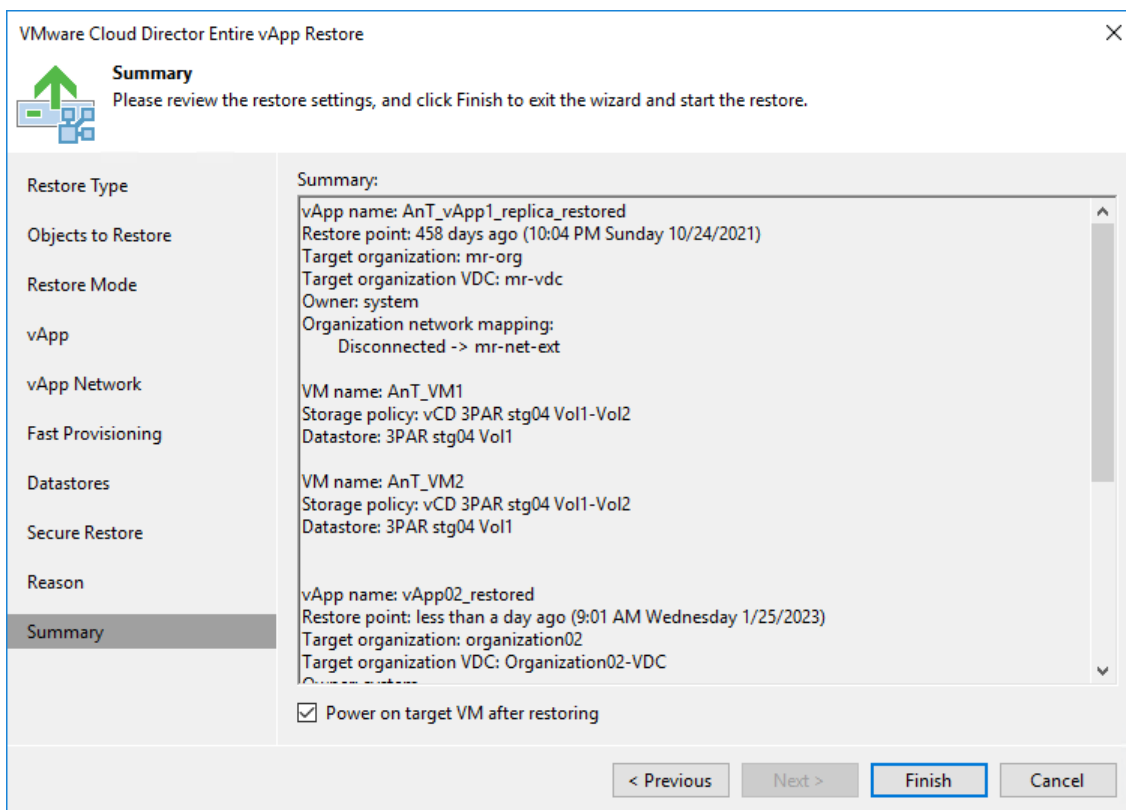 VMware Cloud Director Entire vApp Restore
Summary
Please review the restore settings, and click Finish to exit the wizard and start the restore.
Restore Type
Objects to Restore
Restore Mode
vApp
vApp Network
Fast Provisioning
Datastores
Secure Restore
Reason
Summary
Summary:
vApp name: AnT_vApp1_replica_restored
Restore point: 458 days ago (10:04 PM Sunday 10/24/2021)
Target organization: mr-org
Target organization VDC: mr-vdc
Owner: system
Organization network mapping:
Disconnected -> mr-net-ext
VM name: AnT_VM1
Storage policy: vCD 3PAR stg04 Vol1-Vol2
Datastore: 3PAR stg04 Vol1
VM name: AnT_VM2
Storage policy: vCD 3PAR stg04 Vol1-Vol2
Datastore: 3PAR stg04 Vol1
vApp name: vApp02_restored
Restore point: less than a day ago (9:01 AM Wednesday 1/25/2023)
Target organization: organization02
Target organization VDC: Organization02-VDC
Owner: system
Power on target VM after restoring
< Previous
Next >
Finish
Cancel